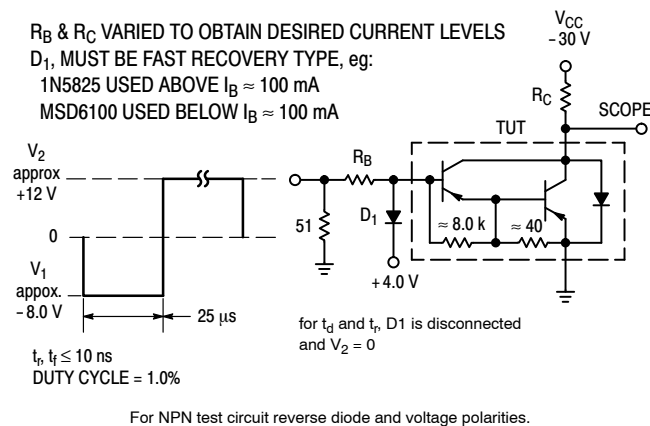 R_B & R_C VARIED TO OBTAIN DESIRED CURRENT LEVELS
D_1, MUST BE FAST RECOVERY TYPE, eg:
1N5825 USED ABOVE I_B ≈ 100 mA
MSD6100 USED BELOW I_B ≈ 100 mA
V_CC
- 30 V
R_C
SCOPE
TUT
V_2
approx
+12 V
0
V_1
appox.
- 8.0 V
25 μs
t_r, t_f ≤ 10 ns
DUTY CYCLE = 1.0%
51
R_B
D_1
+ 4.0 V
≈ 8.0 k
≈ 40
for t_d and t_r, D1 is disconnected
and V_2 = 0
For NPN test circuit reverse diode and voltage polarities.